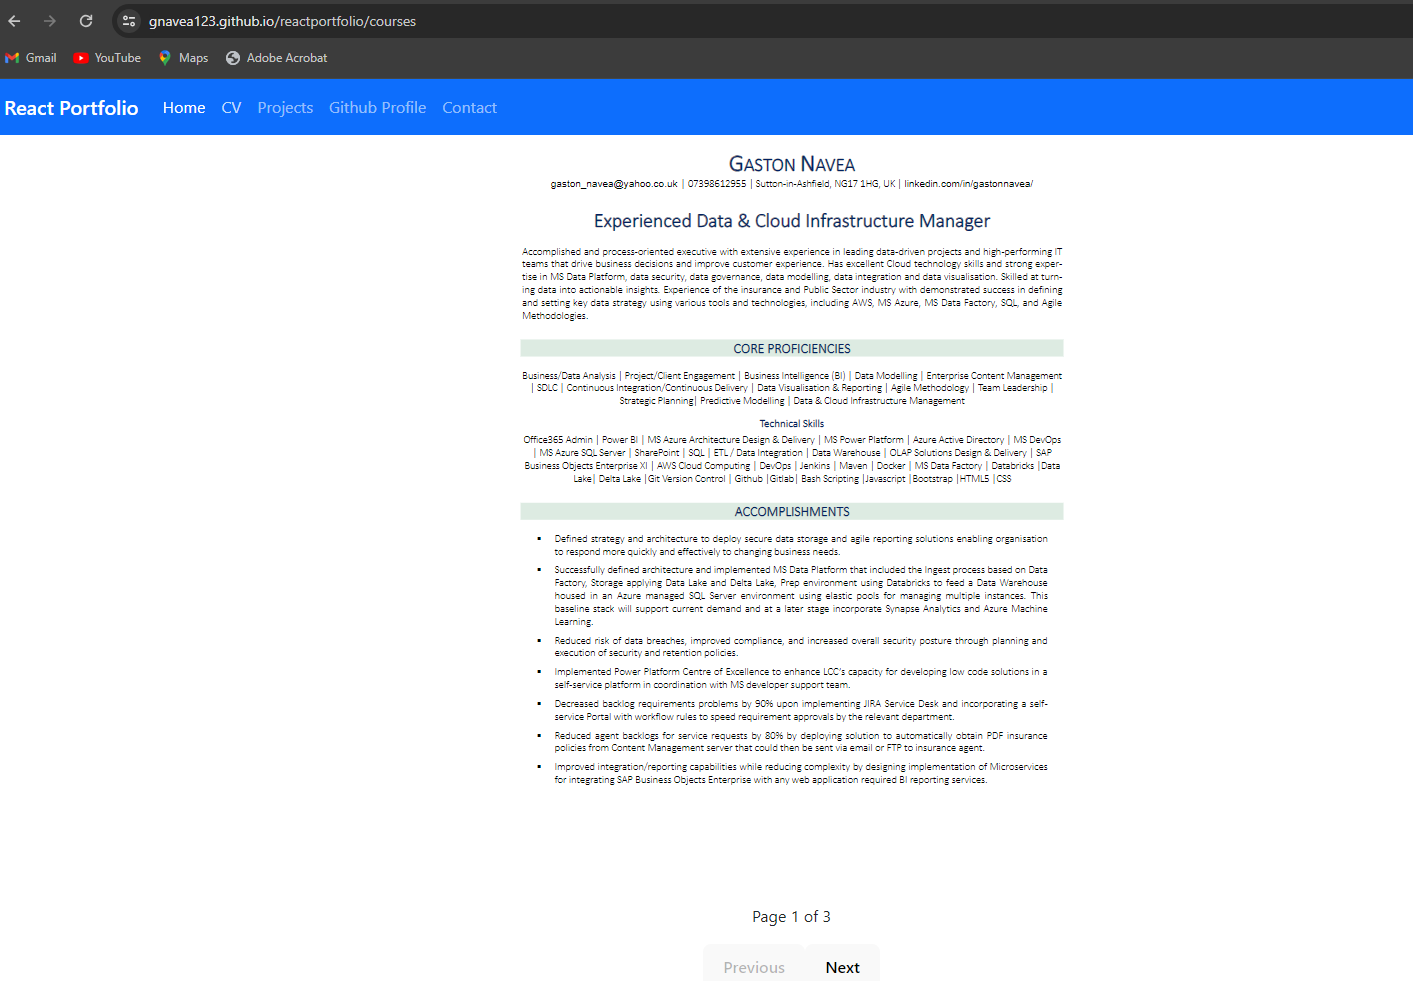 gnavea123.github.io/reactportfolio/courses
Gmail YouTube Maps Adobe Acrobat
React Portfolio Home CV Projects Github Profile Contact
GASTON NAVEA
gaston_navea@yahoo.co.uk | 07398612955 | Sutton-in-Ashfield, NG17 1HG, UK | linkedin.com/in/gastonnavea/
Experienced Data & Cloud Infrastructure Manager
Accomplished and process-oriented executive with extensive experience in leading data-driven projects and high-performing IT
teams that drive business decisions and improve customer experience. Has excellent Cloud technology skills and strong exper-
tise in MS Data Platform, data security, data governance, data modelling, data integration and data visualisation. Skilled at turn-
ing data into actionable insights. Experience of the insurance and Public Sector industry with demonstrated success in defining
and setting key data strategy using various tools and technologies, including AWS, MS Azure, MS Data Factory, SQL, and Agile
Methodologies.
CORE PROFICIENCIES
Business/Data Analysis | Project/Client Engagement | Business Intelligence (BI) | Data Modelling | Enterprise Content Management
| SDLC | Continuous Integration/Continuous Delivery | Data Visualisation & Reporting | Agile Methodology | Team Leadership |
Strategic Planning| Predictive Modelling | Data & Cloud Infrastructure Management
Technical Skills
Office365 Admin | Power BI | MS Azure Architecture Design & Delivery | MS Power Platform | Azure Active Directory | MS DevOps
| MS Azure SQL Server | SharePoint | SQL | ETL / Data Integration | Data Warehouse | OLAP Solutions Design & Delivery | SAP
Business Objects Enterprise XI | AWS Cloud Computing | DevOps | Jenkins | Maven | Docker | MS Data Factory | Databricks |Data
Lake| Delta Lake |Git Version Control | Github |Gitlab| Bash Scripting |Javascript |Bootstrap |HTML5 |CSS
ACCOMPLISHMENTS
▪ Defined strategy and architecture to deploy secure data storage and agile reporting solutions enabling organisation
to respond more quickly and effectively to changing business needs.
▪ Successfully defined architecture and implemented MS Data Platform that included the Ingest process based on Data
Factory, Storage applying Data Lake and Delta Lake, Prep environment using Databricks to feed a Data Warehouse
housed in an Azure managed SQL Server environment using elastic pools for managing multiple instances. This
baseline stack will support current demand and at a later stage incorporate Synapse Analytics and Azure Machine
Learning.
▪ Reduced risk of data breaches, improved compliance, and increased overall security posture through planning and
execution of security and retention policies.
▪ Implemented Power Platform Centre of Excellence to enhance LCC's capacity for developing low code solutions in a
self-service platform in coordination with MS developer support team.
▪ Decreased backlog requirements problems by 90% upon implementing JIRA Service Desk and incorporating a self-
service Portal with workflow rules to speed requirement approvals by the relevant department.
▪ Reduced agent backlogs for service requests by 80% by deploying solution to automatically obtain PDF insurance
policies from Content Management server that could then be sent via email or FTP to insurance agent.
▪ Improved integration/reporting capabilities while reducing complexity by designing implementation of Microservices
for integrating SAP Business Objects Enterprise with any web application required BI reporting services.
Page 1 of 3
Previous Next